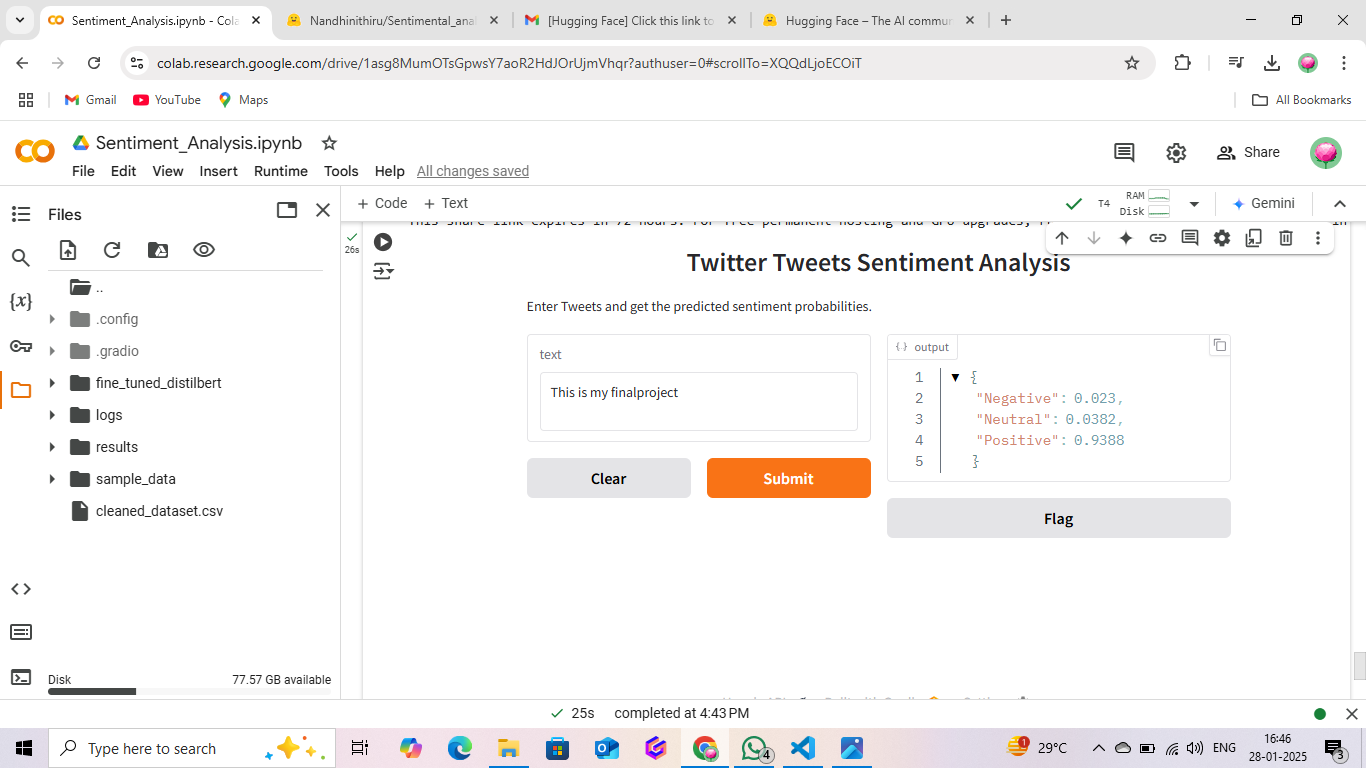 Sentiment_Analysis.ipynb - Colab
Nandhinithiru/Sentimental_anal
[Hugging Face] Click this link to
Hugging Face – The AI commun
colab.research.google.com/drive/1asg8MumOTsGpwsY7aoR2HdJOrUjmVhqr?authuser=0#scrollTo=XQQdLjoECOiT
Gmail
YouTube
Maps
All Bookmarks
Sentiment_Analysis.ipynb
File Edit View Insert Runtime Tools Help All changes saved
Share
Files
+ Code + Text
T4
RAM
Disk
Gemini
This share link expires in 72 hours. For free permanent hosting and GPU upgrades,
26s
..
.config
.gradio
fine_tuned_distilbert
logs
results
sample_data
cleaned_dataset.csv
Disk
77.57 GB available
Twitter Tweets Sentiment Analysis
Enter Tweets and get the predicted sentiment probabilities.
text
This is my finalproject
Clear
Submit
output
1 {
2 "Negative": 0.023,
3 "Neutral": 0.0382,
4 "Positive": 0.9388
5 }
Flag
25s completed at 4:43 PM
Type here to search
4
1
29°C
ENG
16:46
28-01-2025
3